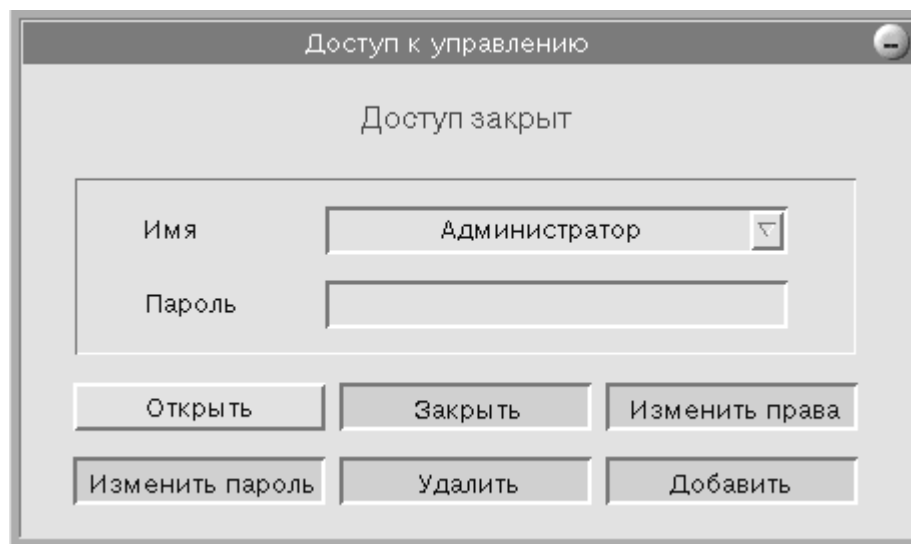 Доступ к управлению
Доступ закрыт
Имя Администратор
Пароль
Открыть Закрыть Изменить права
Изменить пароль Удалить Добавить